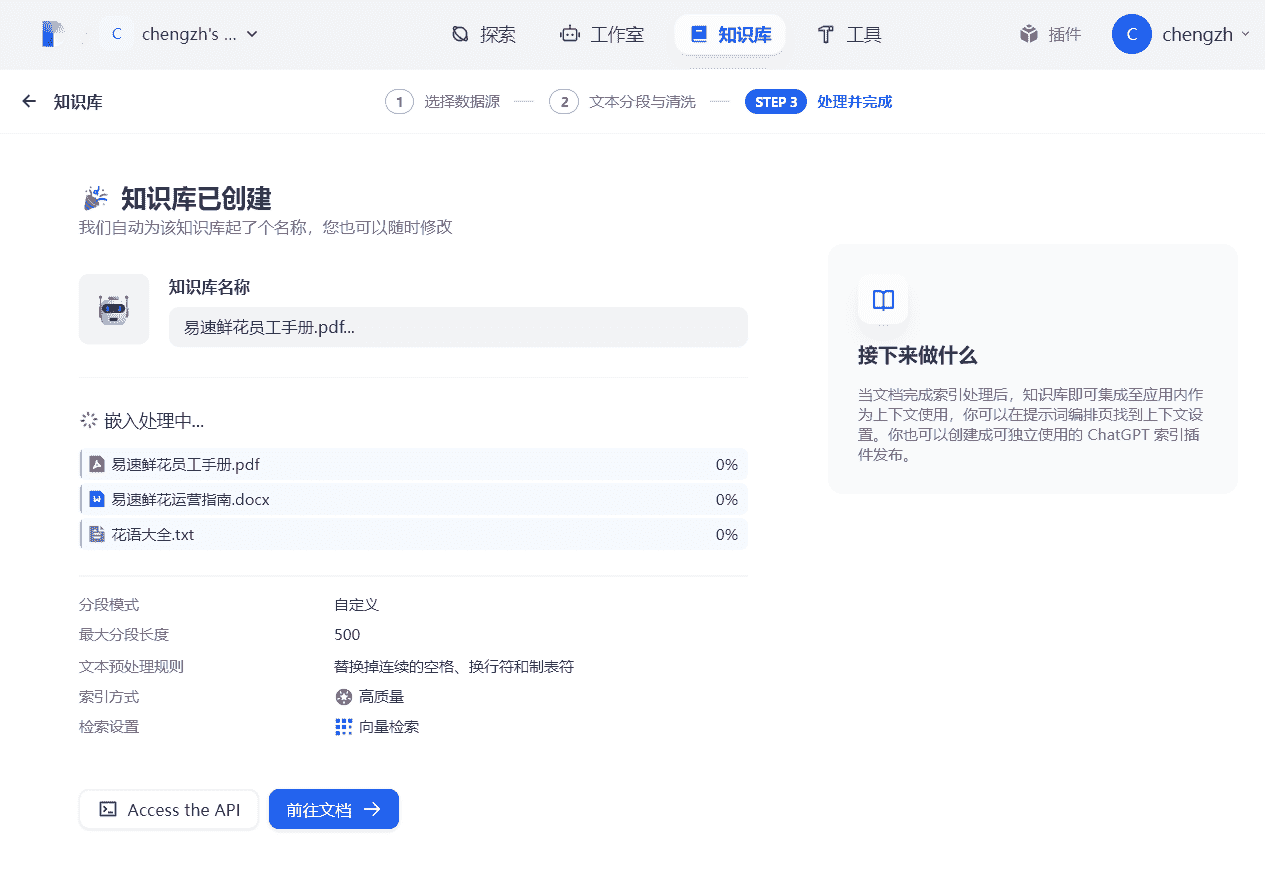 C chengzh's ... 探索 工作室 知识库 工具 插件 C chengzh
知识库 1 选择数据源 2 文本分段与清洗 STEP 3 处理并完成
知识库已创建
我们自动为该知识库起了个名称，您也可以随时修改
知识库名称
易速鲜花员工手册.pdf...
嵌入处理中...
易速鲜花员工手册.pdf 0%
易速鲜花运营指南.docx 0%
花语大全.txt 0%
分段模式 自定义
最大分段长度 500
文本预处理规则 替换掉连续的空格、换行符和制表符
索引方式 高质量
检索设置 向量检索
Access the API 前往文档
接下来做什么
当文档完成索引处理后，知识库即可集成至应用内作
为上下文使用，你可以在提示词编排页找到上下文设
置。你也可以创建成可独立使用的 ChatGPT 索引插
件发布。